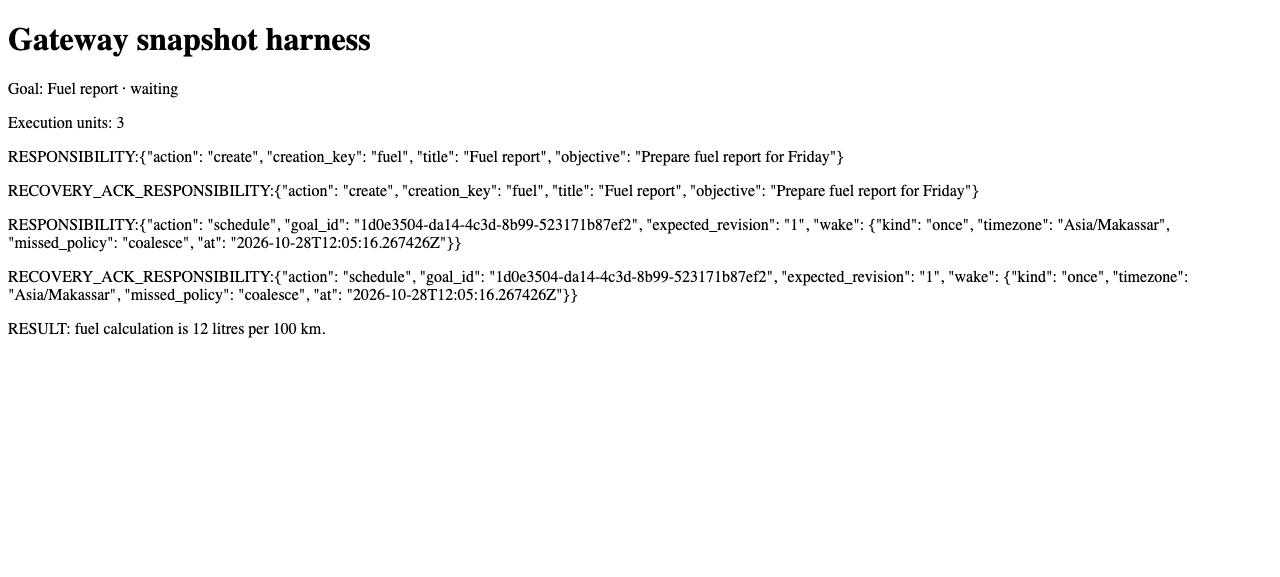 Gateway snapshot harness
Goal: Fuel report · waiting
Execution units: 3
RESPONSIBILITY:{"action": "create", "creation_key": "fuel", "title": "Fuel report", "objective": "Prepare fuel report for Friday"}
RECOVERY_ACK_RESPONSIBILITY:{"action": "create", "creation_key": "fuel", "title": "Fuel report", "objective": "Prepare fuel report for Friday"}
RESPONSIBILITY:{"action": "schedule", "goal_id": "1d0e3504-da14-4c3d-8b99-523171b87ef2", "expected_revision": "1", "wake": {"kind": "once", "timezone": "Asia/Makassar",
"missed_policy": "coalesce", "at": "2026-10-28T12:05:16.267426Z"}}
RECOVERY_ACK_RESPONSIBILITY:{"action": "schedule", "goal_id": "1d0e3504-da14-4c3d-8b99-523171b87ef2", "expected_revision": "1", "wake": {"kind": "once", "timezone":
"Asia/Makassar", "missed_policy": "coalesce", "at": "2026-10-28T12:05:16.267426Z"}}
RESULT: fuel calculation is 12 litres per 100 km.